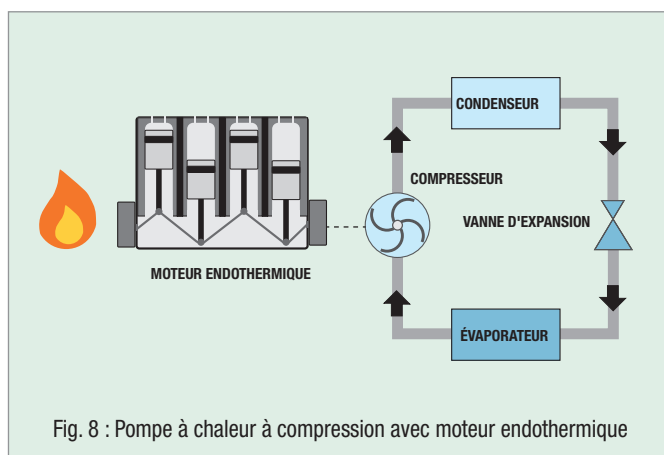 CONDENSEUR
COMPRESSEUR
VANNE D'EXPANSION
MOTEUR ENDOTHERMIQUE
ÉVAPORATEUR
Fig. 8 : Pompe à chaleur à compression avec moteur endothermique